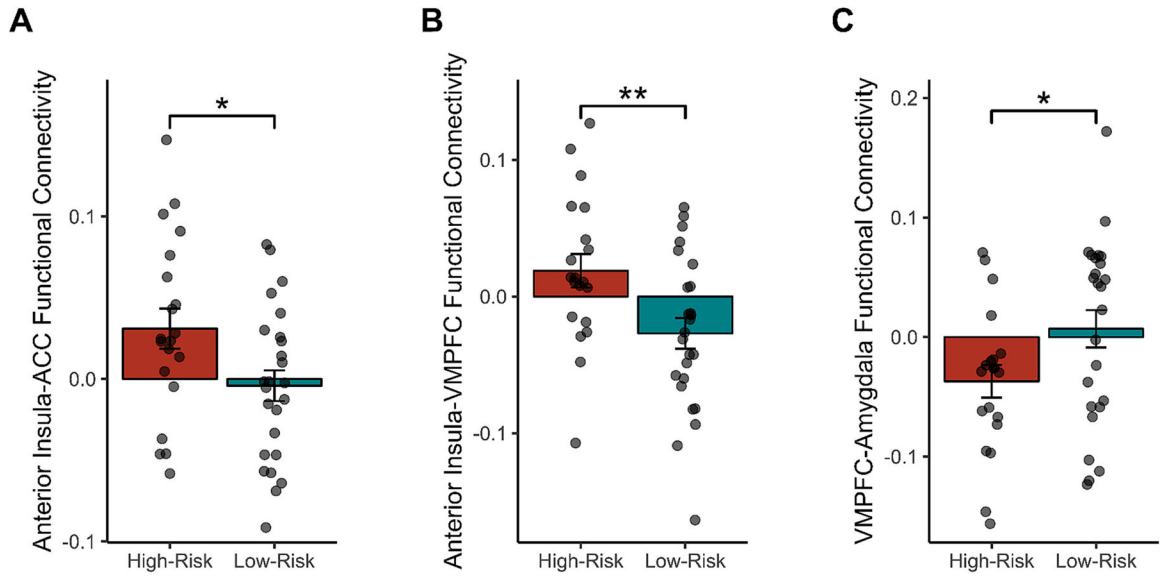 A
Anterior Insula-ACC Functional Connectivity
0.1
0.0
-0.1
*
High-Risk
Low-Risk
B
Anterior Insula-VMPFC Functional Connectivity
0.1
0.0
-0.1
**
High-Risk
Low-Risk
C
VMPFC-Amygdala Functional Connectivity
0.2
0.1
0.0
-0.1
*
High-Risk
Low-Risk